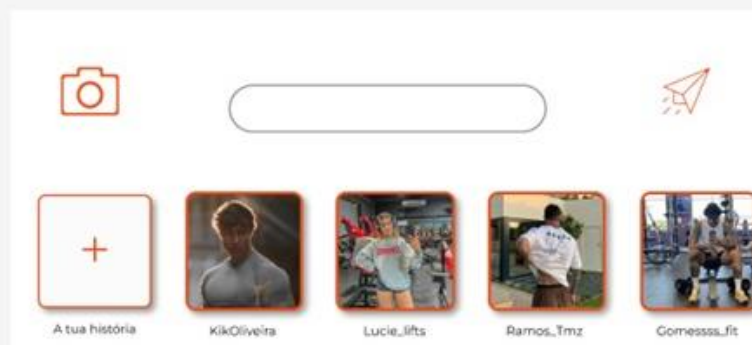 A tua história
KikOliveira
Lucie_lifts
Ramos_Tmz
Gomessss_fit